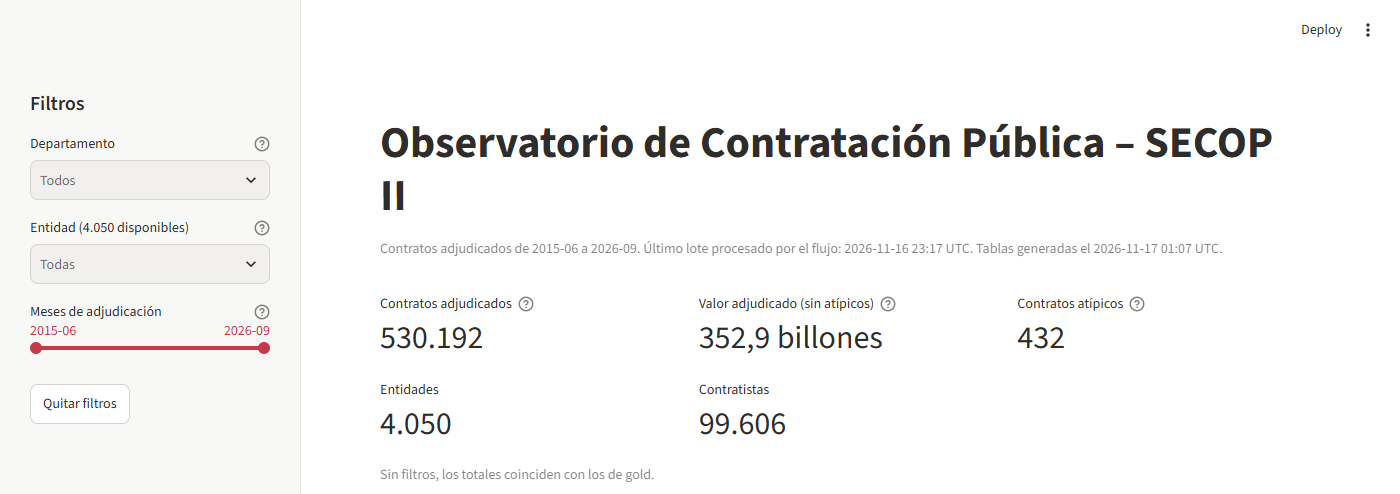 Deploy
Filtros
Departamento
Todos
Entidad (4.050 disponibles)
Todas
Meses de adjudicación
2015-06 2026-09
Quitar filtros
Observatorio de Contratación Pública – SECOP
II
Contratos adjudicados de 2015-06 a 2026-09. Último lote procesado por el flujo: 2026-11-16 23:17 UTC. Tablas generadas el 2026-11-17 01:07 UTC.
Contratos adjudicados
530.192
Valor adjudicado (sin atípicos)
352,9 billones
Contratos atípicos
432
Entidades
4.050
Contratistas
99.606
Sin filtros, los totales coinciden con los de gold.